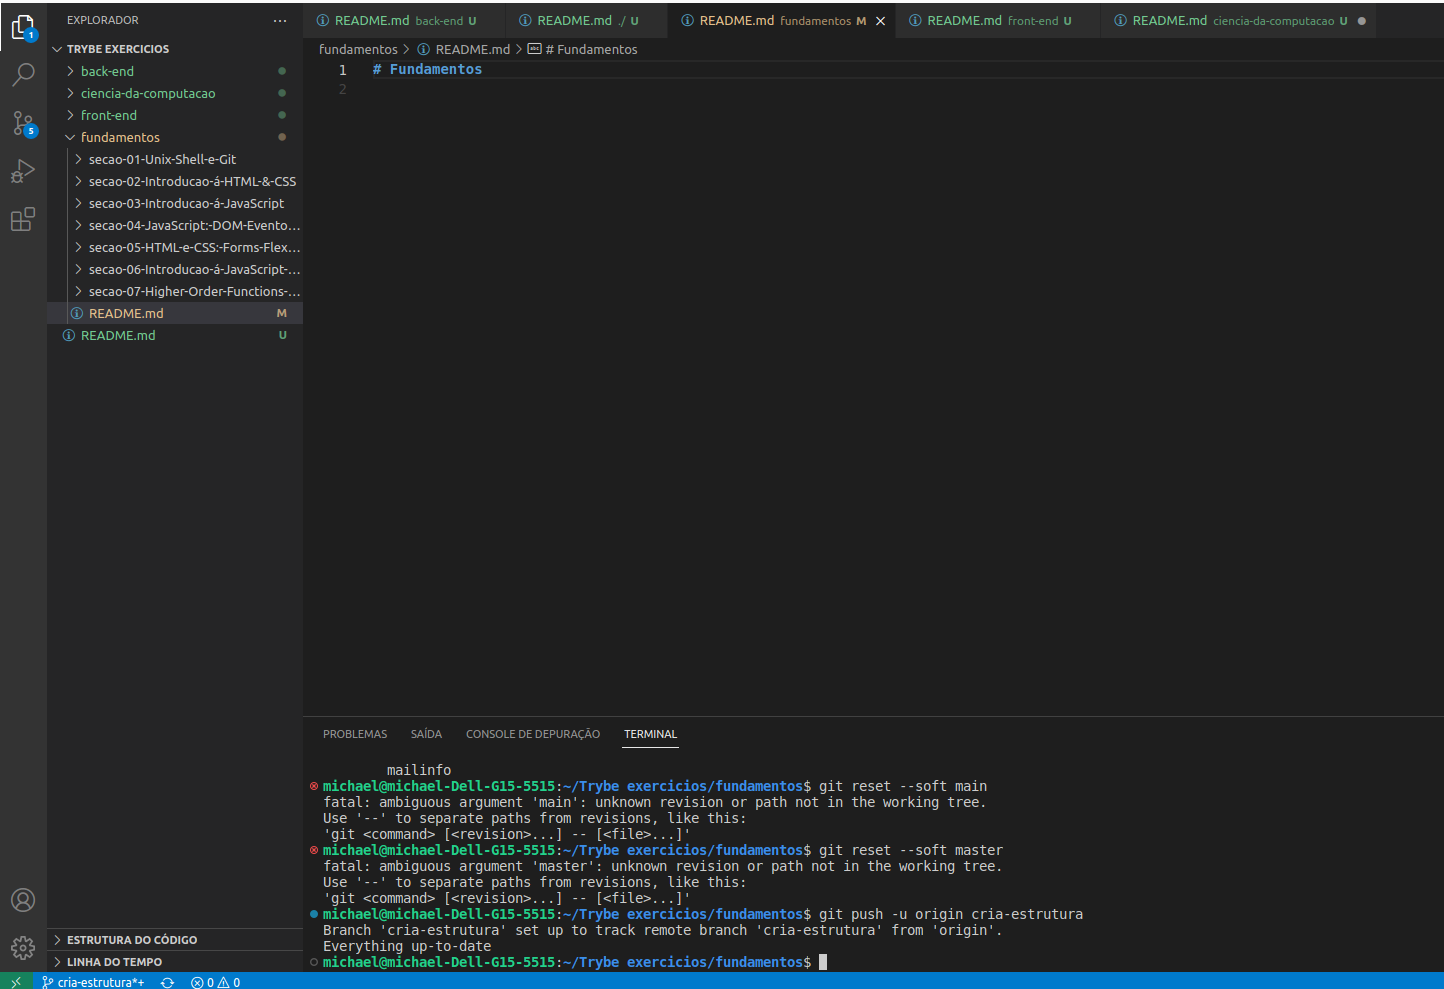 EXPLORADOR
TRYBE EXERCICIOS
back-end
ciencia-da-computacao
front-end
fundamentos
secao-01-Unix-Shell-e-Git
secao-02-Introducao-á-HTML-&-CSS
secao-03-Introducao-á-JavaScript
secao-04-JavaScript:-DOM-Evento...
secao-05-HTML-e-CSS:-Forms-Flex...
secao-06-Introducao-á-JavaScript-...
secao-07-Higher-Order-Functions-...
README.md M
README.md U
ESTRUTURA DO CÓDIGO
LINHA DO TEMPO
1
5
README.md back-end U README.md ./ U README.md fundamentos M README.md front-end U README.md ciencia-da-computacao U
fundamentos > README.md > # Fundamentos
1 # Fundamentos
2
PROBLEMAS SAÍDA CONSOLE DE DEPURAÇÃO TERMINAL
mailinfo
michael@michael-Dell-G15-5515:~/Trybe exercicios/fundamentos$ git reset --soft main
fatal: ambiguous argument 'main': unknown revision or path not in the working tree.
Use '--' to separate paths from revisions, like this:
'git <command> [<revision>...] -- [<file>...]'
michael@michael-Dell-G15-5515:~/Trybe exercicios/fundamentos$ git reset --soft master
fatal: ambiguous argument 'master': unknown revision or path not in the working tree.
Use '--' to separate paths from revisions, like this:
'git <command> [<revision>...] -- [<file>...]'
michael@michael-Dell-G15-5515:~/Trybe exercicios/fundamentos$ git push -u origin cria-estrutura
Branch 'cria-estrutura' set up to track remote branch 'cria-estrutura' from 'origin'.
Everything up-to-date
michael@michael-Dell-G15-5515:~/Trybe exercicios/fundamentos$
cria-estrutura*+ 0 0